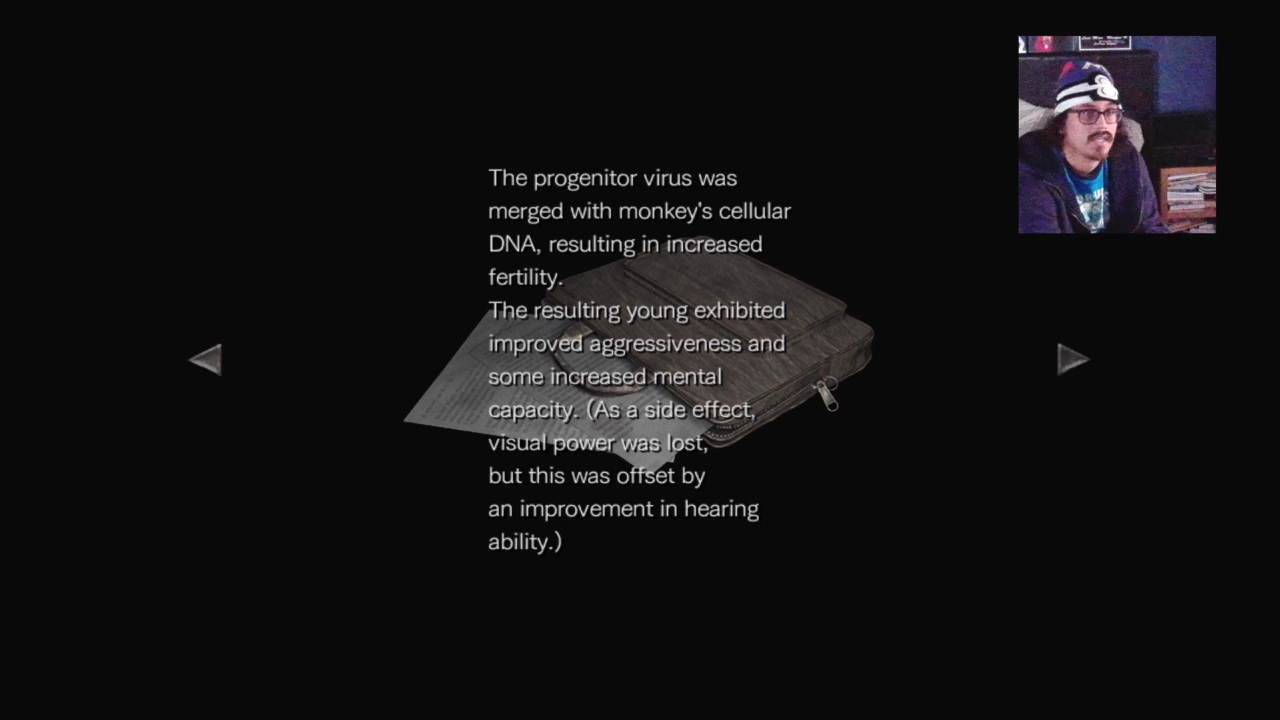 The progenitor virus was
merged with monkey's cellular
DNA, resulting in increased
fertility.
The resulting young exhibited
improved aggressiveness and
some increased mental
capacity. (As a side effect,
visual power was lost,
but this was offset by
an improvement in hearing
ability.)